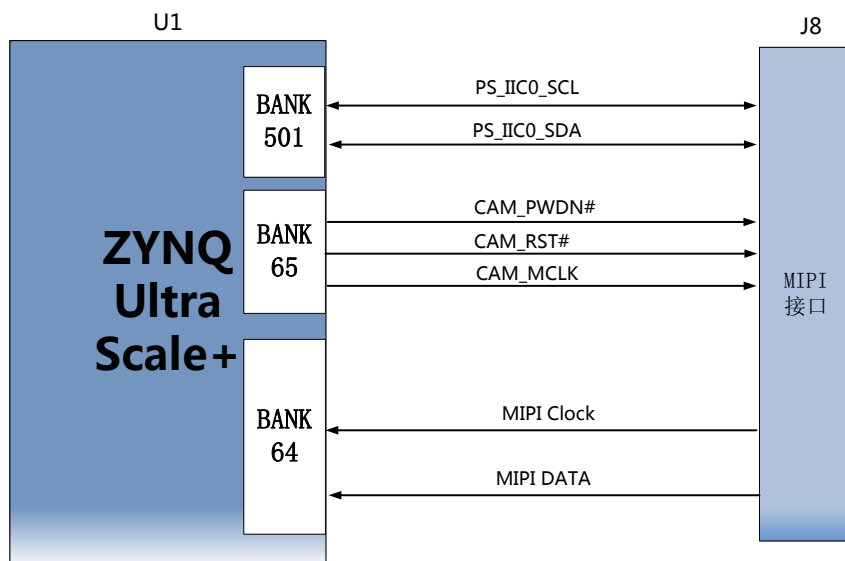 U1
J8
BANK
501
PS_IIC0_SCL
PS_IIC0_SDA
ZYNQ
Ultra
Scale+
BANK
65
CAM_PWDN#
CAM_RST#
CAM_MCLK
MIPI
接口
BANK
64
MIPI Clock
MIPI DATA